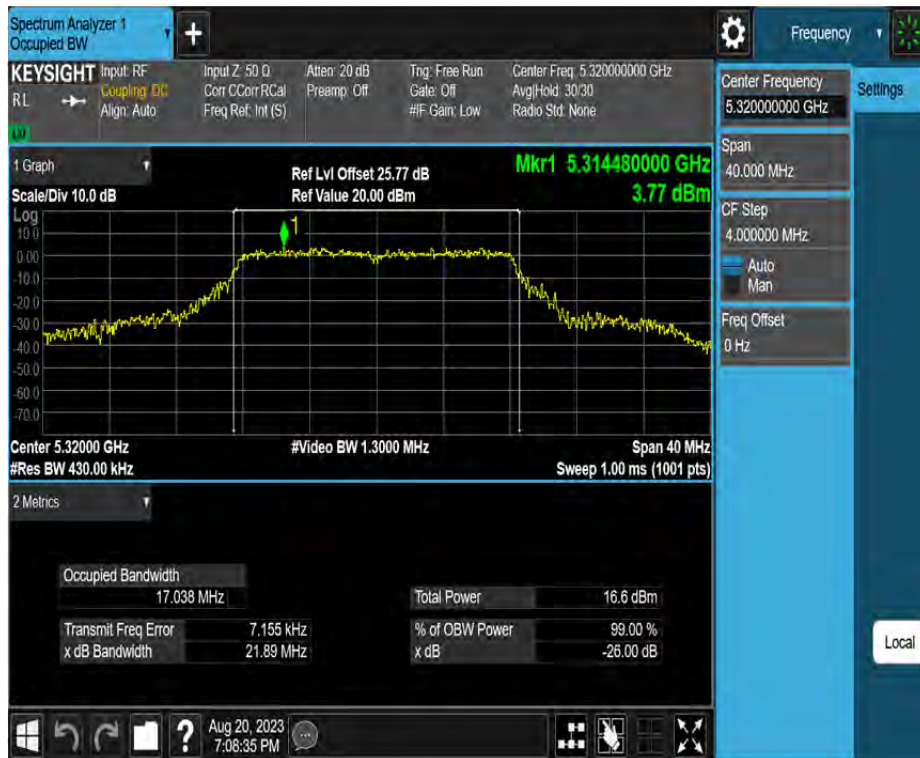 Spectrum Analyzer 1
Occupied BW
Frequency
KEYSIGHT
RL
Input: RF
Coupling: DC
Align: Auto
Input Z: 50 Ω
Corr CCorr RCal
Freq Ref: Int (S)
Atten: 20 dB
Preamp: Off
Trig: Free Run
Gate: Off
#IF Gain: Low
Center Freq: 5.320000000 GHz
Avg|Hold: 30/30
Radio Std: None
Center Frequency
5.320000000 GHz
Settings
Span
40.000 MHz
CF Step
4.000000 MHz
Auto
Man
Freq Offset
0 Hz
1 Graph
Scale/Div 10.0 dB
Ref Lvl Offset 25.77 dB
Ref Value 20.00 dBm
Mkr1 5.314480000 GHz
3.77 dBm
Log
10.0
0.00
-10.0
-20.0
-30.0
-40.0
-50.0
-60.0
-70.0
1
Center 5.32000 GHz
#Res BW 430.00 kHz
#Video BW 1.3000 MHz
Span 40 MHz
Sweep 1.00 ms (1001 pts)
2 Metrics
Occupied Bandwidth
17.038 MHz
Total Power 16.6 dBm
Transmit Freq Error 7.155 kHz
% of OBW Power 99.00 %
x dB Bandwidth 21.89 MHz
x dB -26.00 dB
Local
?
Aug 20, 2023
7:08:35 PM